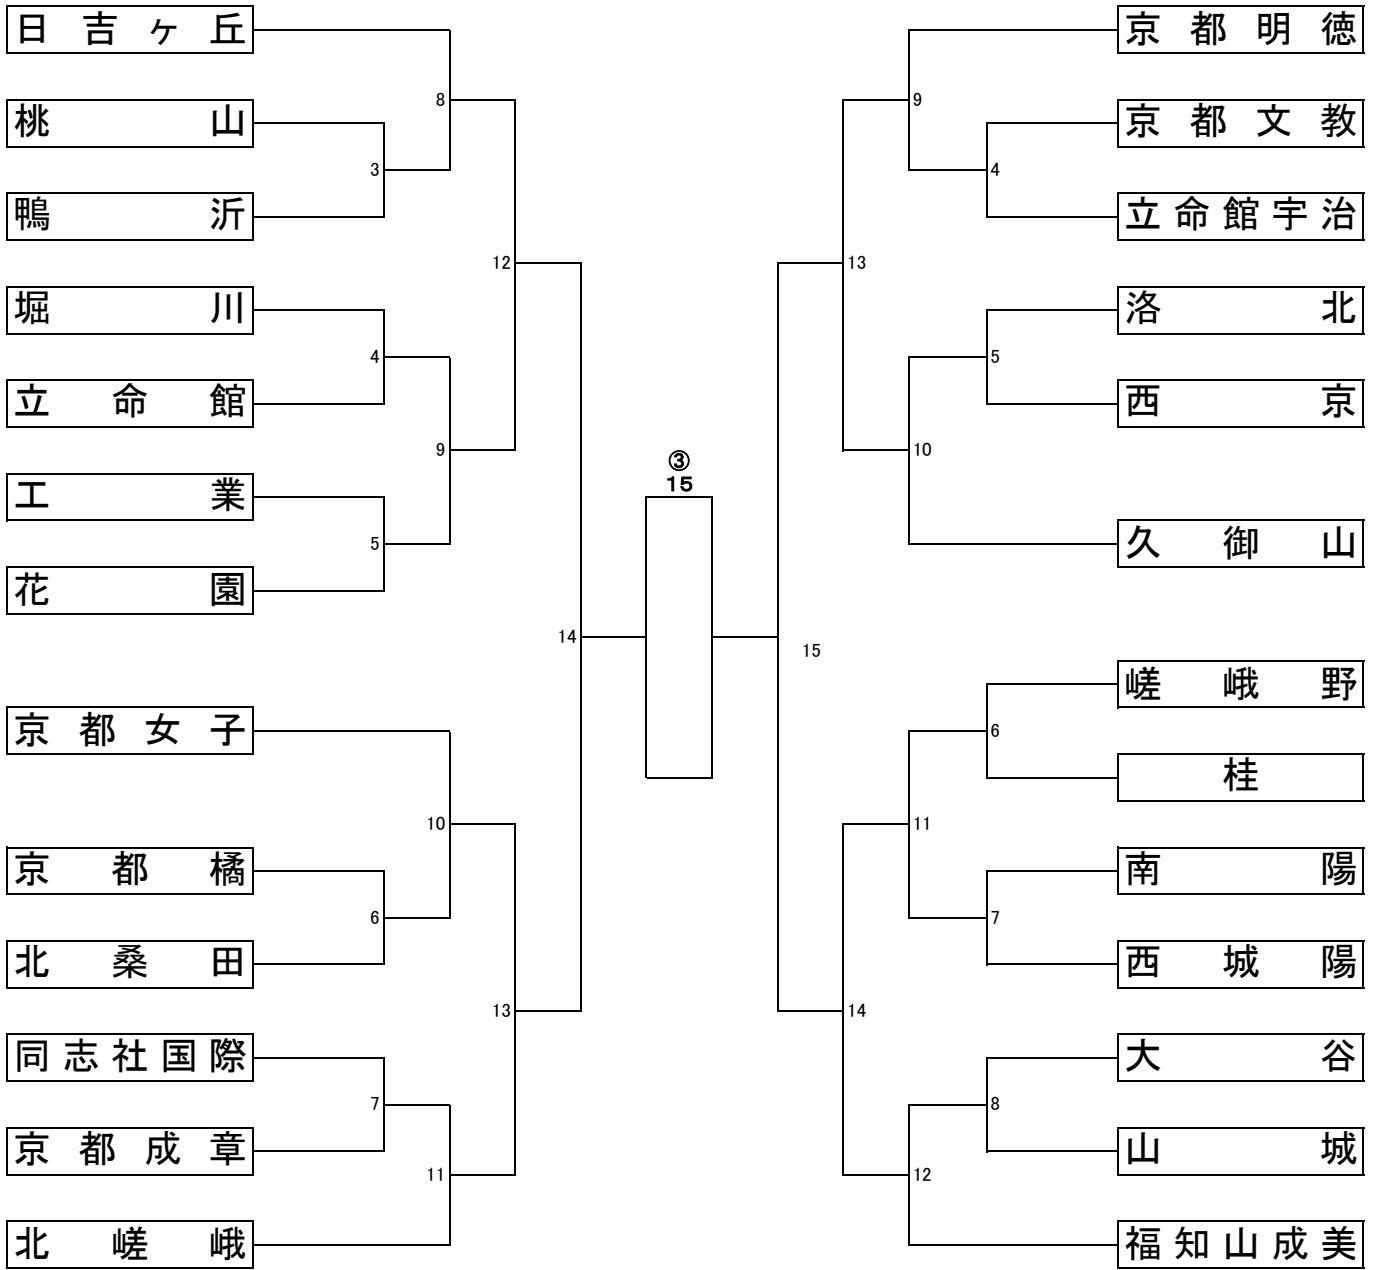 日吉ヶ丘
桃山
鴨沂
堀川
立命館
工業
花園
京都女子
京都橘
北桑田
同志社国際
京都成章
北嵯峨
8
3
12
4
9
5
14
10
6
13
7
11
③
15
9
4
13
5
10
15
6
11
7
14
8
12
京都明徳
京都文教
立命館宇治
洛北
西京
久御山
嵯峨野
桂
南陽
西城陽
大谷
山城
福知山成美